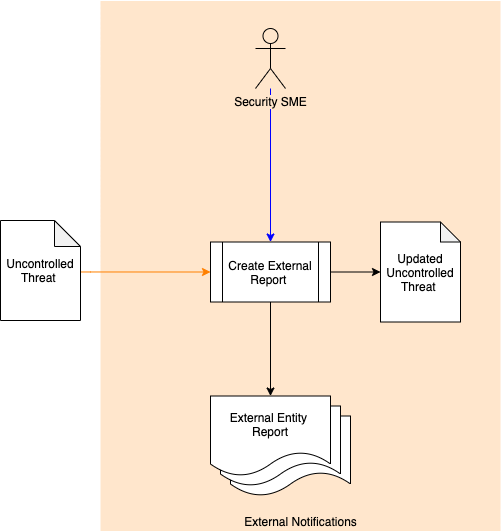 Security SME
Uncontrolled
Threat
Create External
Report
Updated
Uncontrolled
Threat
External Entity
Report
External Notifications